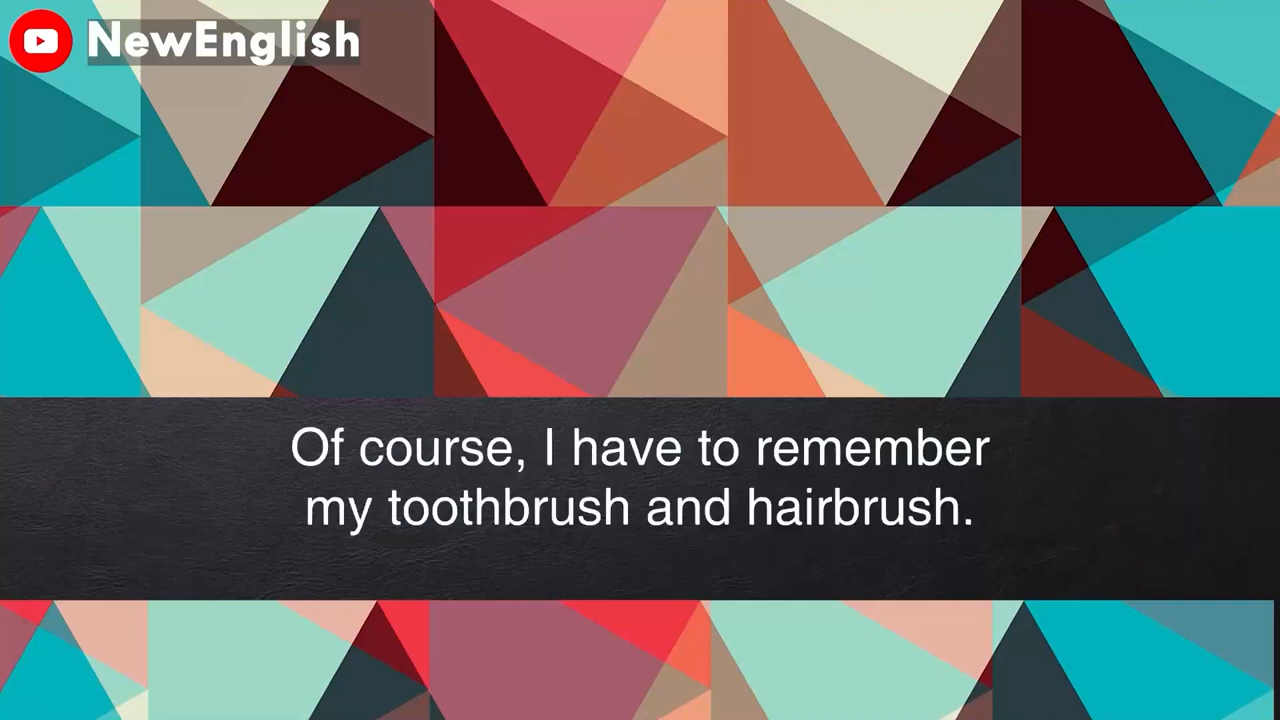 NewEnglish
Of course, I have to remember
my toothbrush and hairbrush.